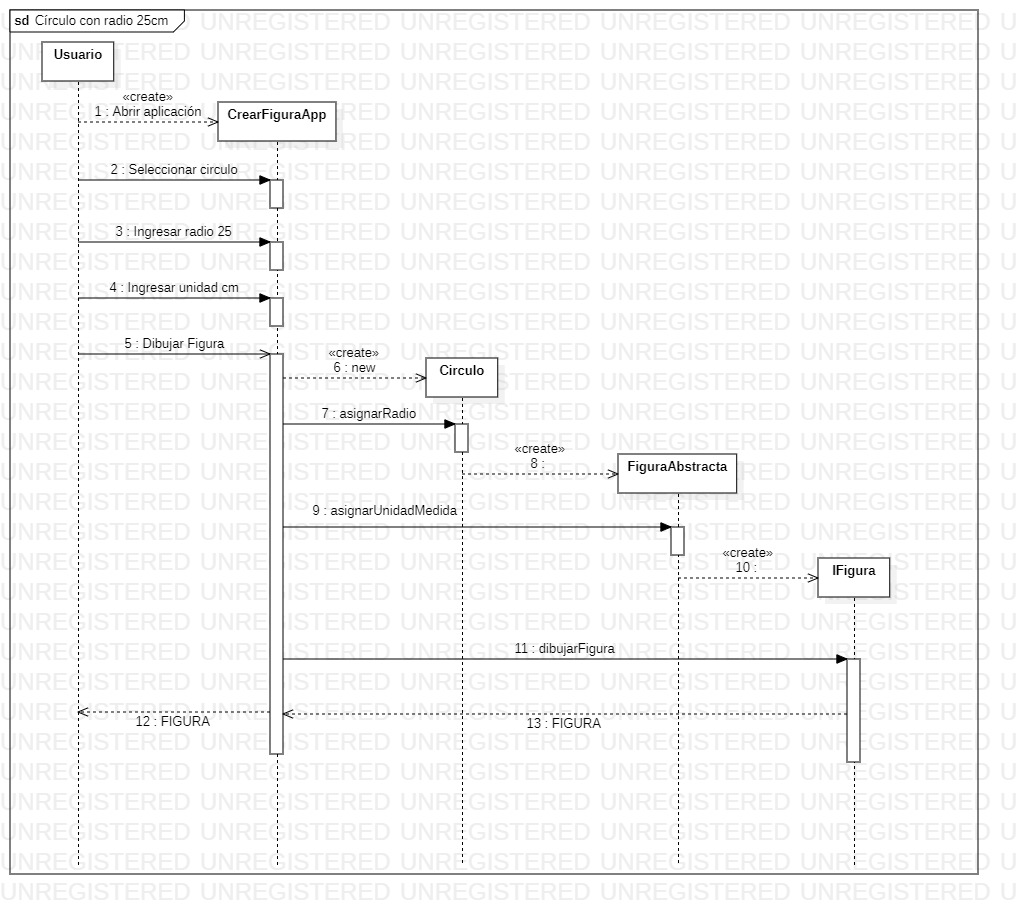 sd Círculo con radio 25cm
Usuario
«create»
1 : Abrir aplicación
CrearFiguraApp
2 : Seleccionar circulo
3 : Ingresar radio 25
4 : Ingresar unidad cm
5 : Dibujar Figura
«create»
6 : new
Circulo
7 : asignarRadio
«create»
8 :
FiguraAbstracta
9 : asignarUnidadMedida
«create»
10 :
IFigura
11 : dibujarFigura
12 : FIGURA
13 : FIGURA
UNREGISTERED UNREGISTERED UNREGISTERED UNREGISTERED UNREGISTERED U